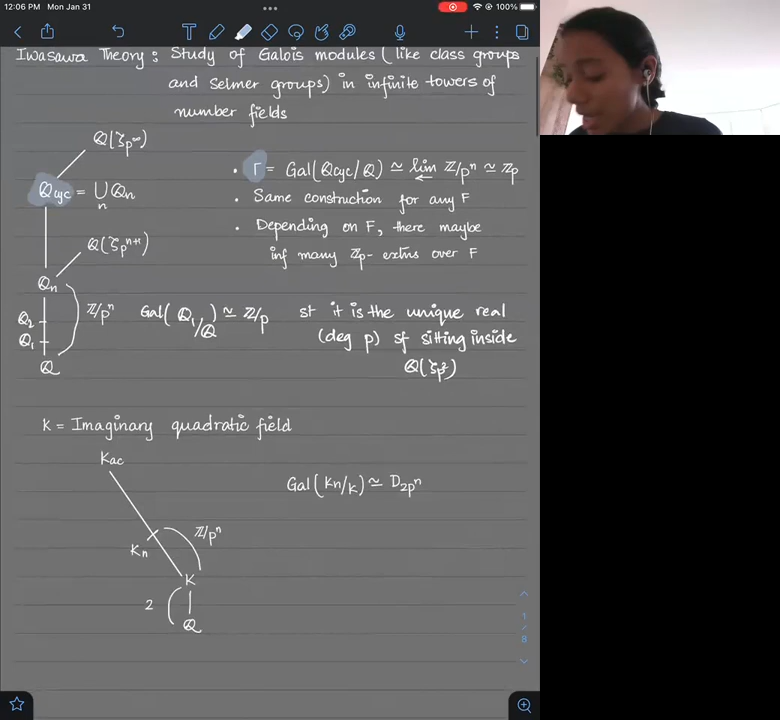 12:06 PM Mon Jan 31
100%
Iwasawa Theory: Study of Galois modules (like class groups
and Selmer groups) in infinite towers of
number fields
Q(ζp∞)
Qcyc = ∪n Qn
Q(ζpⁿ⁺¹)
Qn
Q2
Q1
Q
Z/pⁿ
• Γ = Gal(Qcyc/Q) ≃ lim← Z/pⁿ ≃ Zp
• Same construction for any F
• Depending on F, there maybe
inf many Zp- extns over F
Gal(Q1/Q) ≃ Z/p st it is the unique real
(deg p) sf sitting inside
Q(ζp²)
K = Imaginary quadratic field
Kac
Gal(Kn/K) ≃ D2pⁿ
Z/pⁿ
Kn
K
2
Q
1
/
8